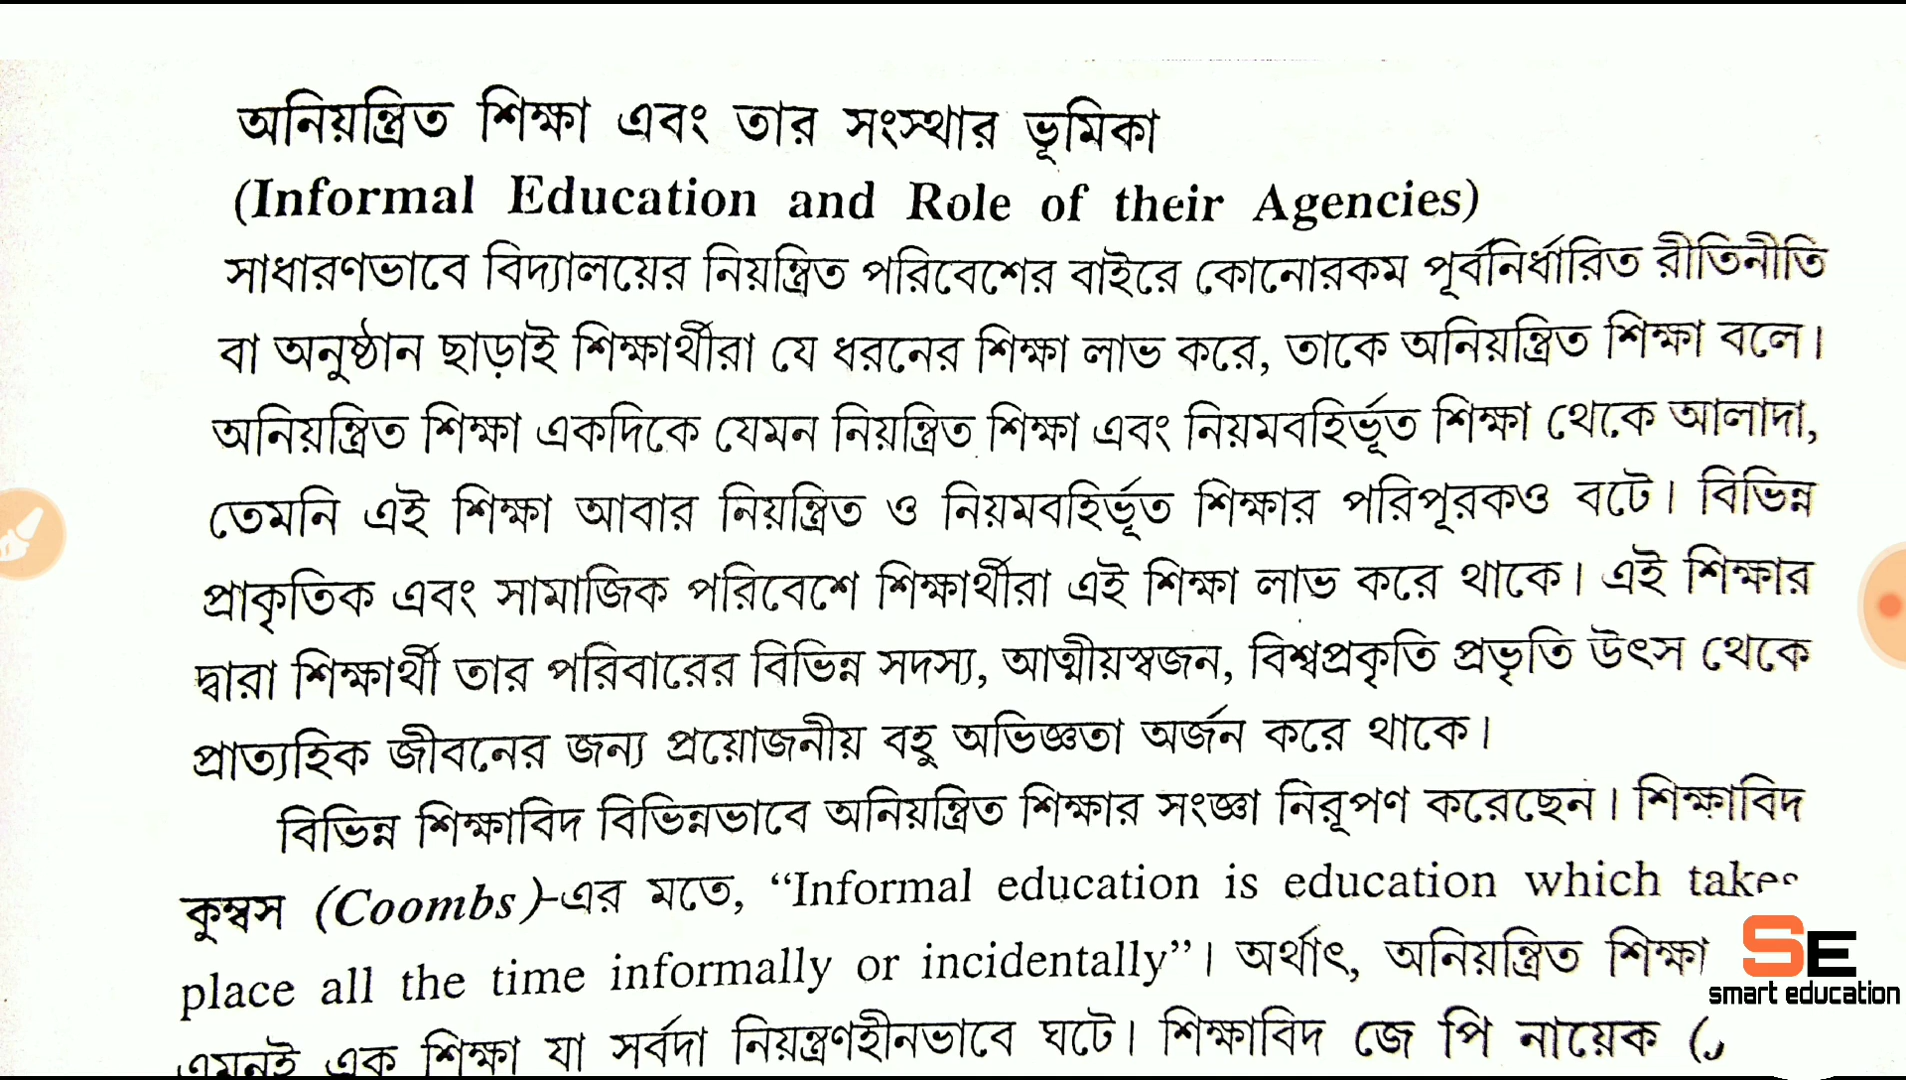 অনিয়ন্ত্রিত শিক্ষা এবং তার সংস্থার ভূমিকা
(Informal Education and Role of their Agencies)
সাধারণভাবে বিদ্যালয়ের নিয়ন্ত্রিত পরিবেশের বাইরে কোনোরকম পূর্বনির্ধারিত রীতিনীতি
বা অনুষ্ঠান ছাড়াই শিক্ষার্থীরা যে ধরনের শিক্ষা লাভ করে, তাকে অনিয়ন্ত্রিত শিক্ষা বলে।
অনিয়ন্ত্রিত শিক্ষা একদিকে যেমন নিয়ন্ত্রিত শিক্ষা এবং নিয়মবহির্ভূত শিক্ষা থেকে আলাদা,
তেমনি এই শিক্ষা আবার নিয়ন্ত্রিত ও নিয়মবহির্ভূত শিক্ষার পরিপূরকও বটে। বিভিন্ন
প্রাকৃতিক এবং সামাজিক পরিবেশে শিক্ষার্থীরা এই শিক্ষা লাভ করে থাকে। এই শিক্ষার
দ্বারা শিক্ষার্থী তার পরিবারের বিভিন্ন সদস্য, আত্মীয়স্বজন, বিশ্বপ্রকৃতি প্রভৃতি উৎস থেকে
প্রাত্যহিক জীবনের জন্য প্রয়োজনীয় বহু অভিজ্ঞতা অর্জন করে থাকে।
বিভিন্ন শিক্ষাবিদ বিভিন্নভাবে অনিয়ন্ত্রিত শিক্ষার সংজ্ঞা নিরূপণ করেছেন। শিক্ষাবিদ
কুম্বস (Coombs)-এর মতে, “Informal education is education which takes
place all the time informally or incidentally”। অর্থাৎ, অনিয়ন্ত্রিত শিক্ষা
এমনই এক শিক্ষা যা সর্বদা নিয়ন্ত্রণহীনভাবে ঘটে। শিক্ষাবিদ জে পি নায়েক (
SE
smart education